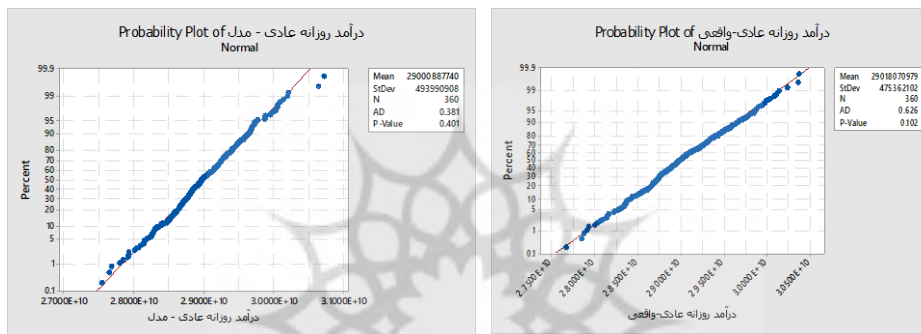 Probability Plot of درآمد روزانه عادی - مدل
Normal
99.9
99
95
90
80
70
60
50
40
30
20
10
5
1
0.1
Percent
2.7000E+10 2.8000E+10 2.9000E+10 3.0000E+10 3.1000E+10
درآمد روزانه عادی - مدل
Mean 29000887740
StDev 493990908
N 360
AD 0.381
P-Value 0.401
Probability Plot of درآمد روزانه عادی-واقعی
Normal
99.9
99
95
90
80
70
60
50
40
30
20
10
5
1
0.1
Percent
2.7500E+10 2.8000E+10 2.8500E+10 2.9000E+10 2.9500E+10 3.0000E+10 3.0500E+10
درآمد روزانه عادی-واقعی
Mean 29018070979
StDev 475362102
N 360
AD 0.626
P-Value 0.102